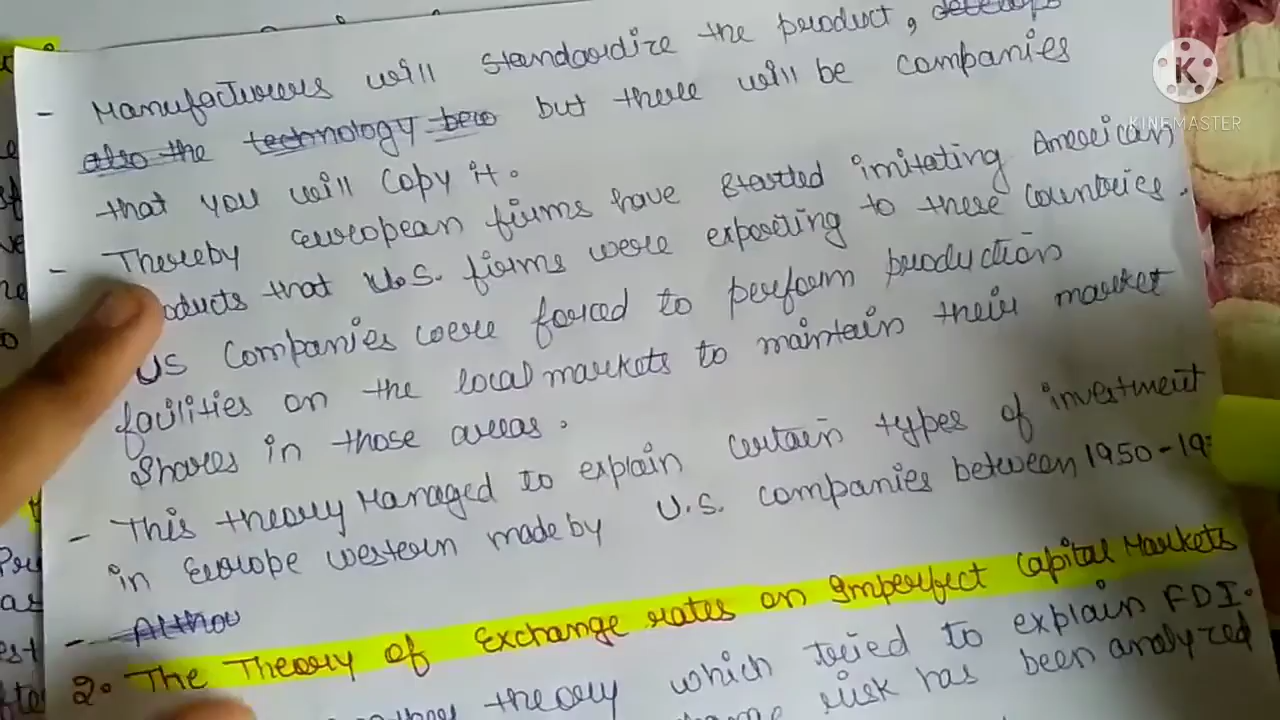 - Manufacturers will standardize the product, develops
also the technology bero but there will be companies
that you will copy it.
- Thereby european firms have started imitating American
oducts that U.S. firms were exporting to these countries.
US companies were forced to perform production
facilities on the local markets to maintain their market
shares in those areas.
- This theory Managed to explain certain types of investment
in Europe western made by U.S. companies between 1950-19
- Althou
2. The Theory of Exchange rates on Imperfect Capital Markets
theory which tried to explain FDI.
risk has been analyzed
KINEMASTER